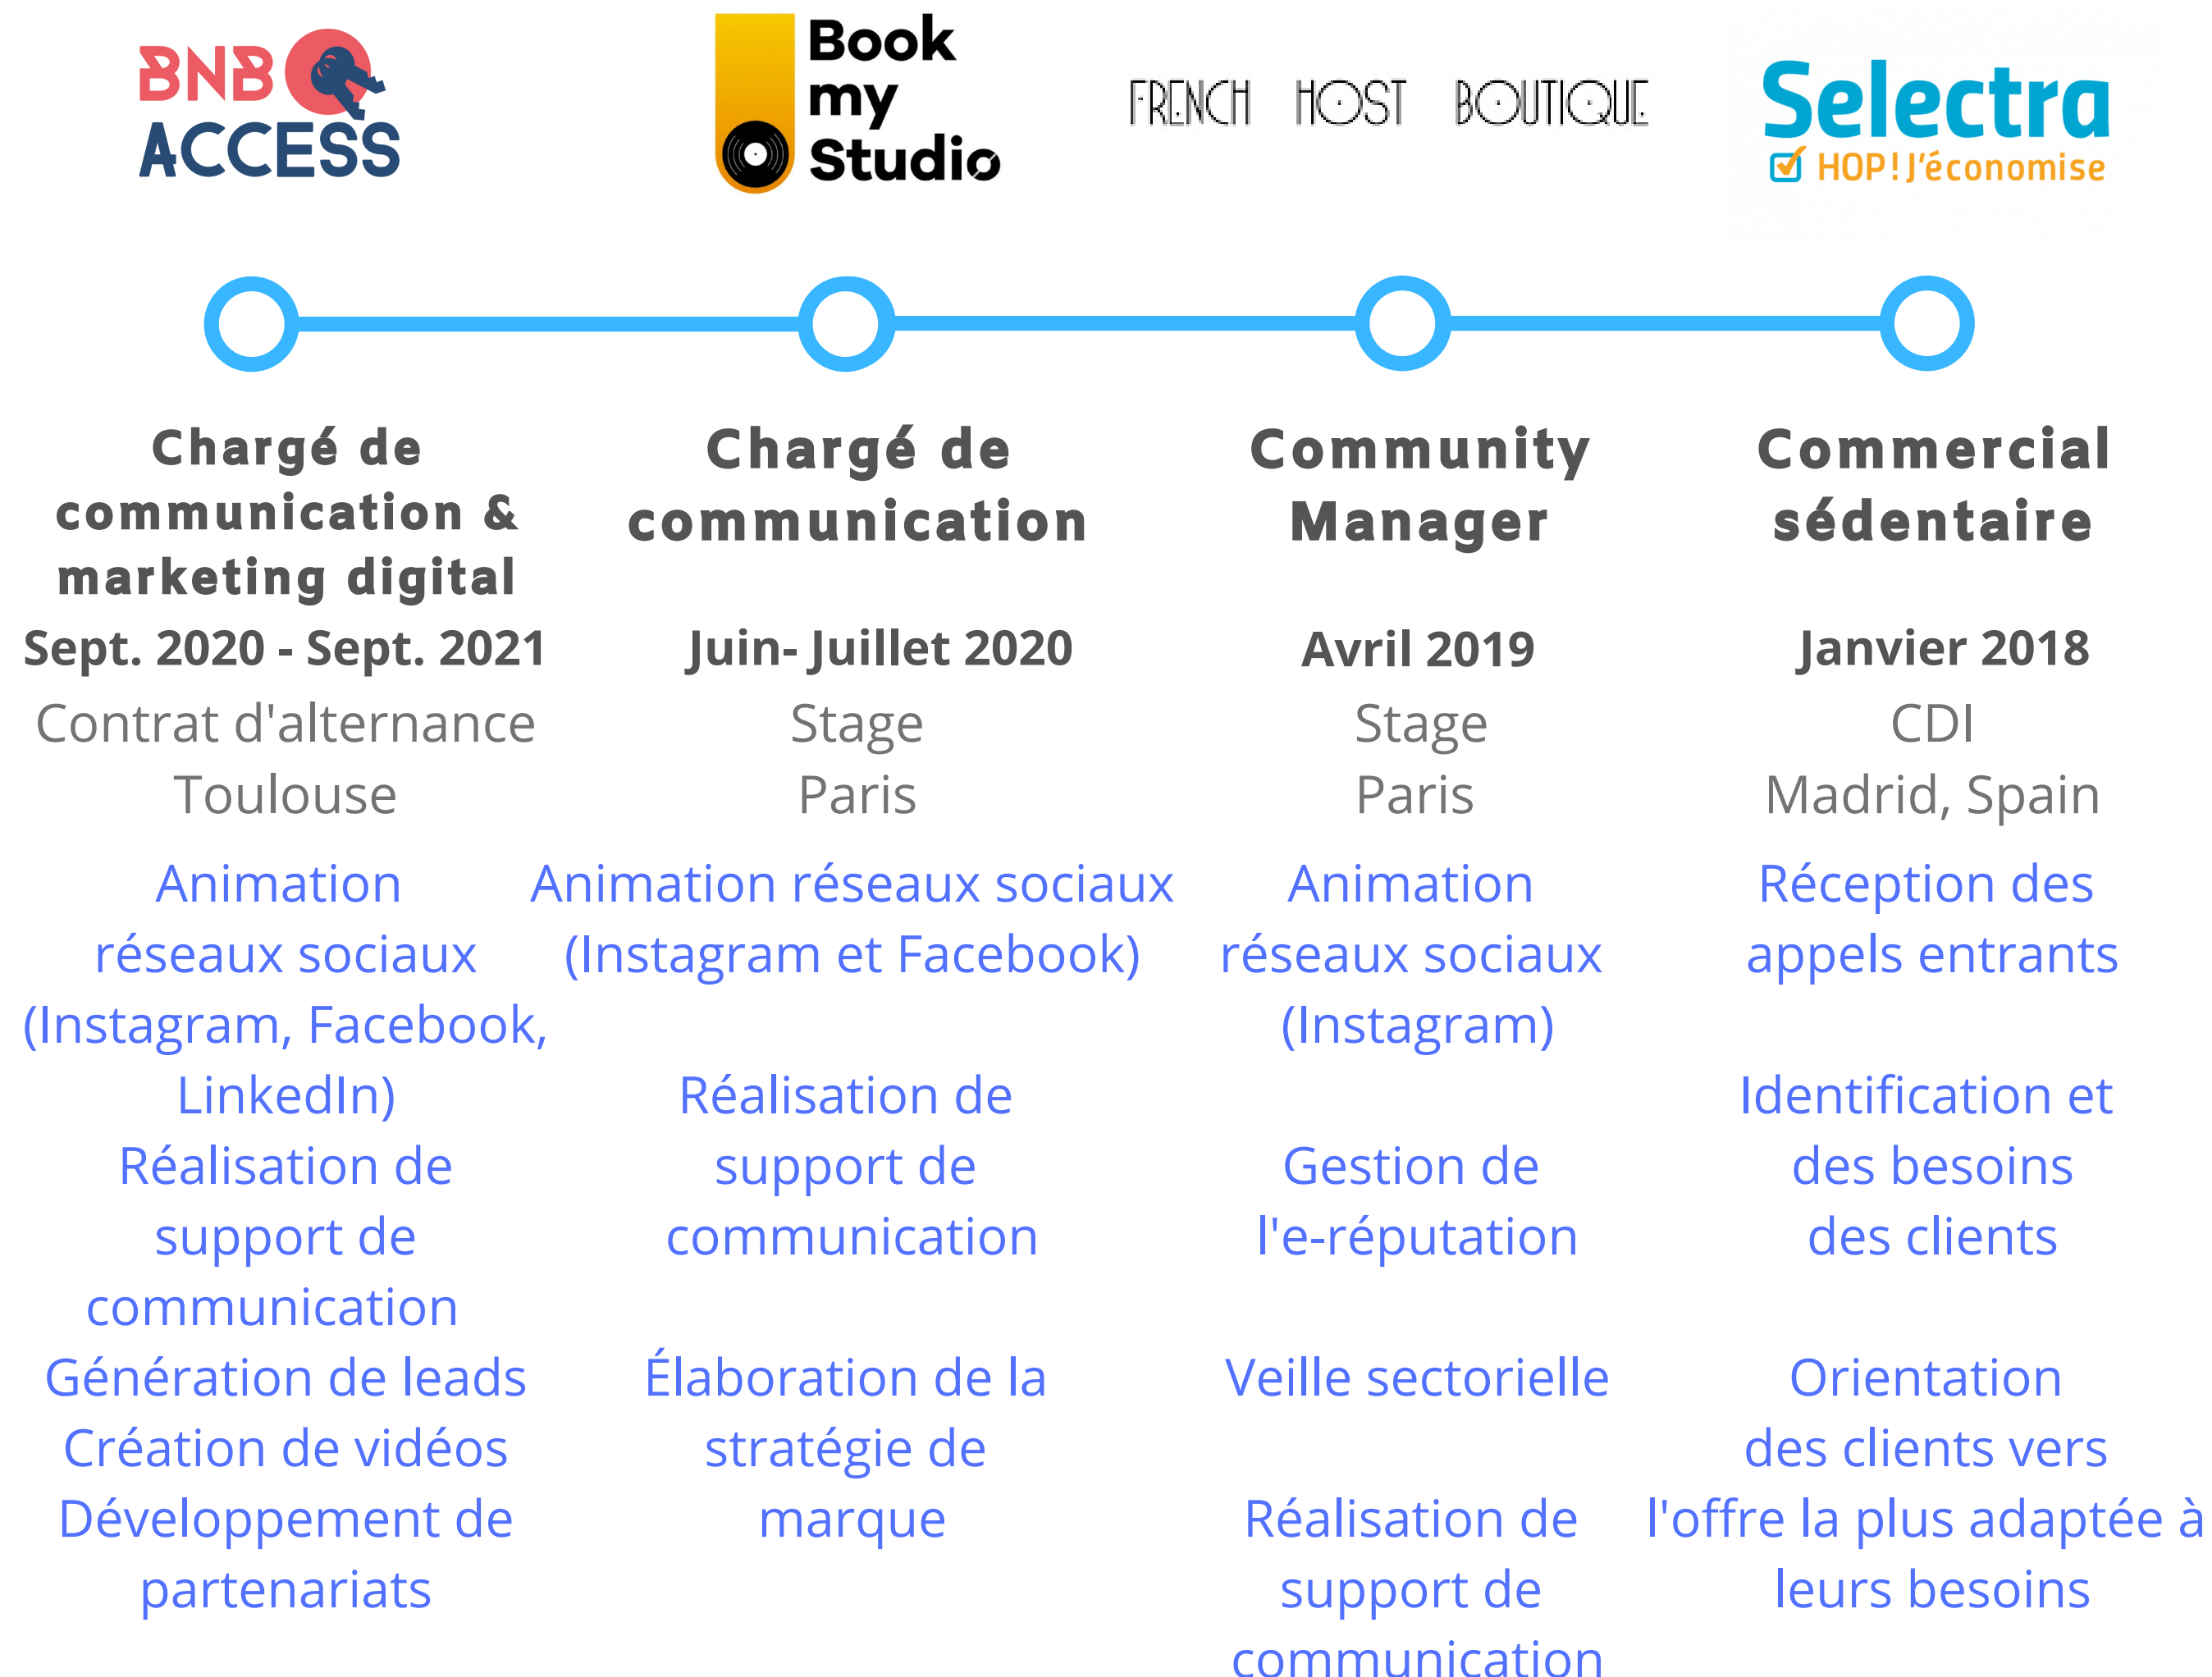 BNB
ACCESS
Book
my
Studio
FRENCH HOST BOUTIQUE
Selectra
HOP! J'économise
Chargé de
communication &
marketing digital
Sept. 2020 - Sept. 2021
Contrat d'alternance
Toulouse
Animation
réseaux sociaux
(Instagram, Facebook,
LinkedIn)
Réalisation de
support de
communication
Génération de leads
Création de vidéos
Développement de
partenariats
Chargé de
communication
Juin- Juillet 2020
Stage
Paris
Animation réseaux sociaux
(Instagram et Facebook)
Réalisation de
support de
communication
Élaboration de la
stratégie de
marque
Community
Manager
Avril 2019
Stage
Paris
Animation
réseaux sociaux
(Instagram)
Gestion de
l'e-réputation
Veille sectorielle
Réalisation de
support de
communication
Commercial
sédentaire
Janvier 2018
CDI
Madrid, Spain
Réception des
appels entrants
Identification et
des besoins
des clients
Orientation
des clients vers
l'offre la plus adaptée à
leurs besoins